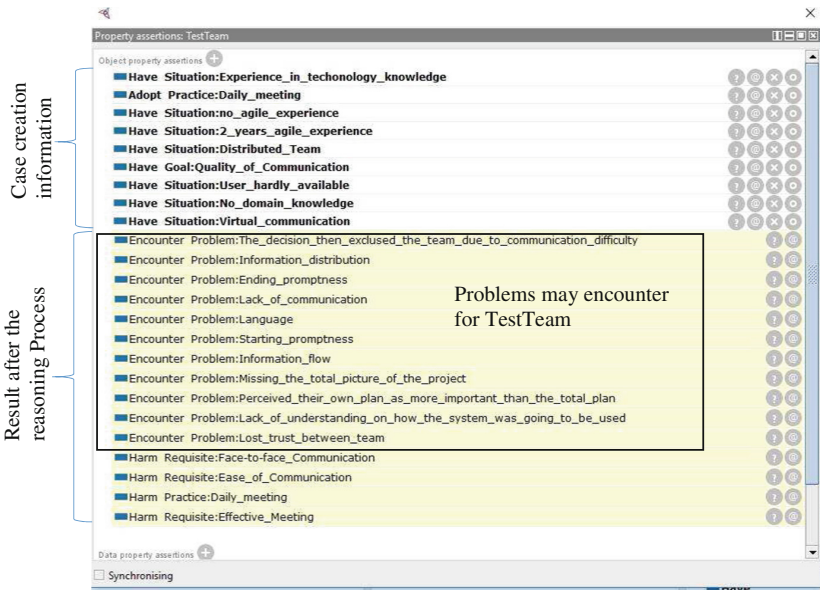 Property assertions: TestTeam
Object property assertions
Have Situation:Experience_in_techonology_knowledge
Adopt Practice:Daily_meeting
Have Situation:no_agile_experience
Have Situation:2_years_agile_experience
Have Situation:Distributed_Team
Have Goal:Quality_of_Communication
Have Situation:User_hardly_available
Have Situation:No_domain_knowledge
Have Situation:Virtual_communication
Case creation
information
Encounter Problem:The_decision_then_exclused_the_team_due_to_communication_difficulty
Encounter Problem:Information_distribution
Encounter Problem:Ending_promptness
Encounter Problem:Lack_of_communication
Encounter Problem:Language
Encounter Problem:Starting_promptness
Encounter Problem:Information_flow
Encounter Problem:Missing_the_total_picture_of_the_project
Encounter Problem:Perceived_their_own_plan_as_more_important_than_the_total_plan
Encounter Problem:Lack_of_understanding_on_how_the_system_was_going_to_be_used
Encounter Problem:Lost_trust_between_team
Problems may encounter
for TestTeam
Harm Requisite:Face-to-face_Communication
Harm Requisite:Ease_of_Communication
Harm Practice:Daily_meeting
Harm Requisite:Effective_Meeting
Result after the
reasoning Process
Data property assertions
Synchronising